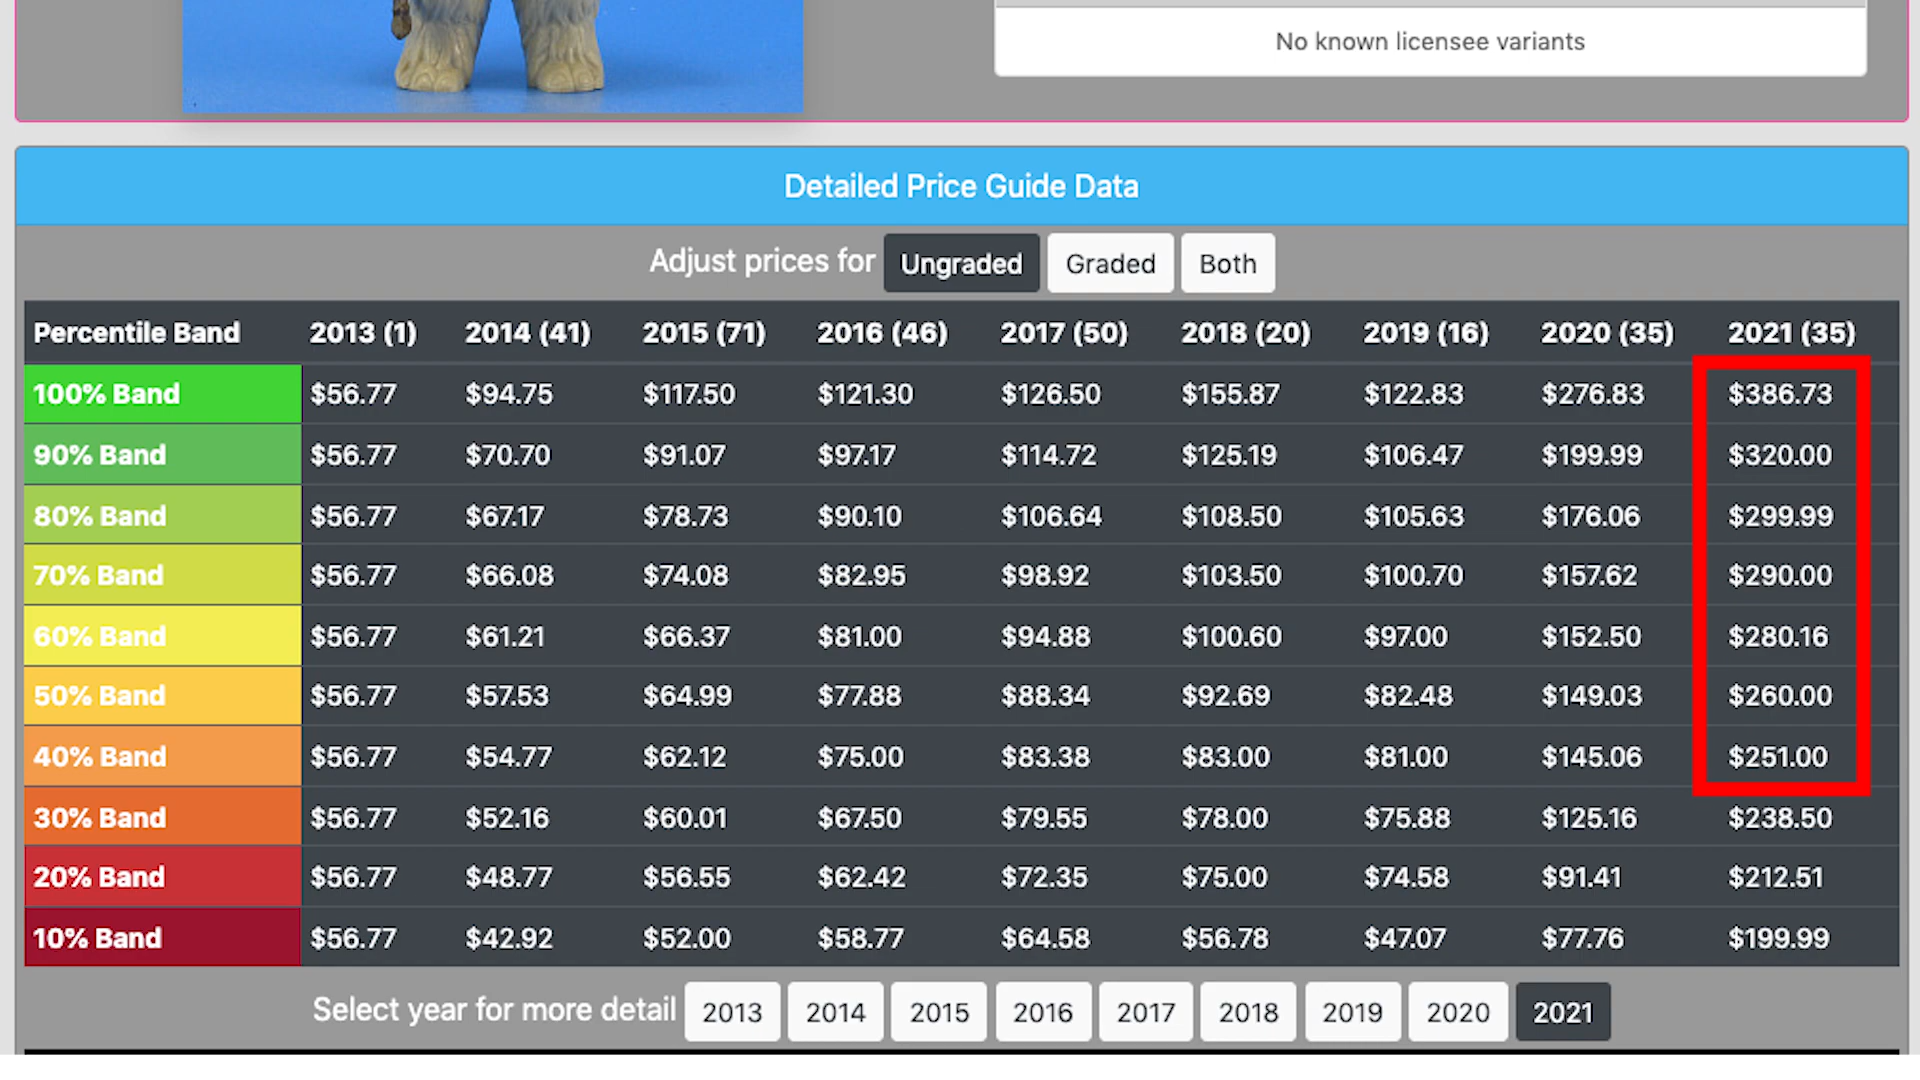 No known licensee variants
Detailed Price Guide Data
Adjust prices for Ungraded Graded Both
Percentile Band 2013 (1) 2014 (41) 2015 (71) 2016 (46) 2017 (50) 2018 (20) 2019 (16) 2020 (35) 2021 (35)
100% Band $56.77 $94.75 $117.50 $121.30 $126.50 $155.87 $122.83 $276.83 $386.73
90% Band $56.77 $70.70 $91.07 $97.17 $114.72 $125.19 $106.47 $199.99 $320.00
80% Band $56.77 $67.17 $78.73 $90.10 $106.64 $108.50 $105.63 $176.06 $299.99
70% Band $56.77 $66.08 $74.08 $82.95 $98.92 $103.50 $100.70 $157.62 $290.00
60% Band $56.77 $61.21 $66.37 $81.00 $94.88 $100.60 $97.00 $152.50 $280.16
50% Band $56.77 $57.53 $64.99 $77.88 $88.34 $92.69 $82.48 $149.03 $260.00
40% Band $56.77 $54.77 $62.12 $75.00 $83.38 $83.00 $81.00 $145.06 $251.00
30% Band $56.77 $52.16 $60.01 $67.50 $79.55 $78.00 $75.88 $125.16 $238.50
20% Band $56.77 $48.77 $56.55 $62.42 $72.35 $75.00 $74.58 $91.41 $212.51
10% Band $56.77 $42.92 $52.00 $58.77 $64.58 $56.78 $47.07 $77.76 $199.99
Select year for more detail 2013 2014 2015 2016 2017 2018 2019 2020 2021